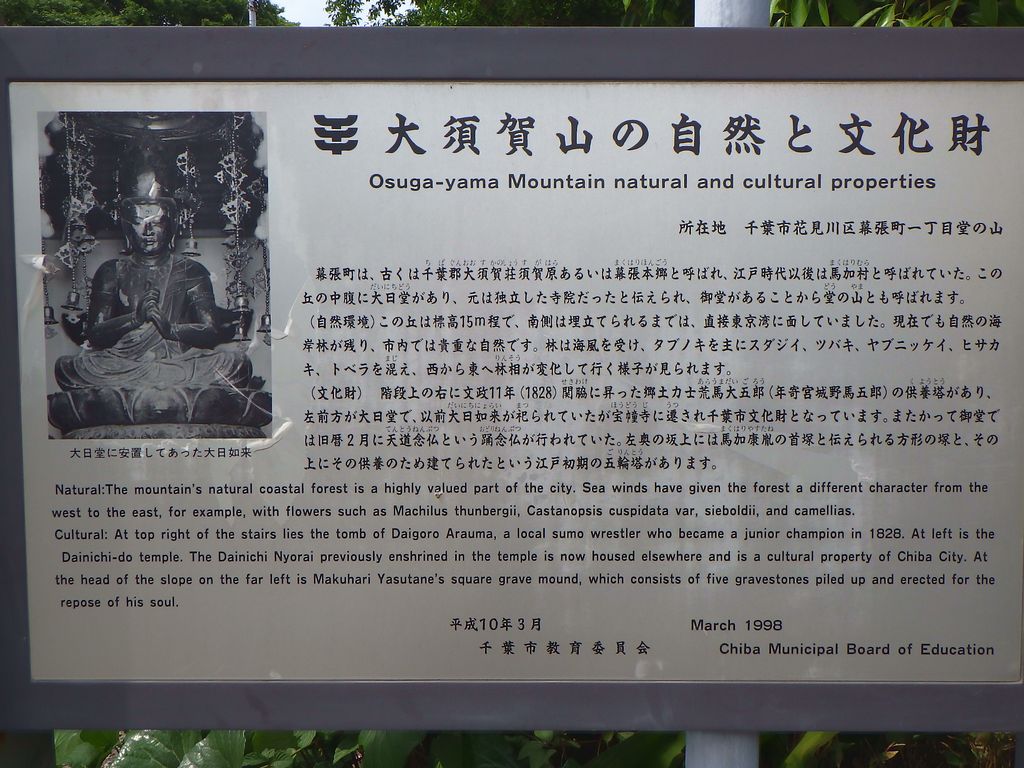 大須賀山の自然と文化財
Osuga-yama Mountain natural and cultural properties
所在地 千葉市花見川区幕張町一丁目堂の山
幕張町は、古くは千葉郡大須賀荘須賀原あるいは幕張本郷と呼ばれ、江戸時代以後は馬加村と呼ばれていた。この
丘の中腹に大日堂があり、元は独立した寺院だったと伝えられ、御堂があることから堂の山とも呼ばれます。
(自然環境)この丘は標高15m程で、南側は埋立てられるまでは、直接東京湾に面していました。現在でも自然の海
岸林が残り、市内では貴重な自然です。林は海風を受け、タブノキを主にスダジイ、ツバキ、ヤブニッケイ、ヒサカ
キ、トベラを混え、西から東へ林相が変化して行く様子が見られます。
(文化財) 階段上の右に文政11年(1828)関脇に昇った郷土力士荒馬大五郎(年寄宮城野馬五郎)の供養塔があり、
左前方が大日堂で、以前大日如来が祀られていたが宝幢寺に遷され千葉市文化財となっています。またかって御堂で
は旧暦2月に天道念仏という踊念仏が行われていた。左奥の坂上には馬加康胤の首塚と伝えられる方形の塚と、その
上にその供養のため建てられたという江戸初期の五輪塔があります。
大日堂に安置してあった大日如来
Natural:The mountain's natural coastal forest is a highly valued part of the city. Sea winds have given the forest a different character from the
west to the east, for example, with flowers such as Machilus thunbergii, Castanopsis cuspidata var, sieboldii, and camellias.
Cultural: At top right of the stairs lies the tomb of Daigoro Arauma, a local sumo wrestler who became a junior champion in 1828. At left is the
Dainichi-do temple. The Dainichi Nyorai previously enshrined in the temple is now housed elsewhere and is a cultural property of Chiba City. At
the head of the slope on the far left is Makuhari Yasutane's square grave mound, which consists of five gravestones piled up and erected for the
repose of his soul.
平成10年3月 March 1998
千葉市教育委員会 Chiba Municipal Board of Education